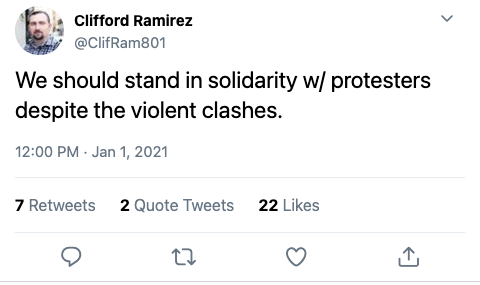 Clifford Ramirez
@ClifRam801
We should stand in solidarity w/ protesters
despite the violent clashes.
12:00 PM · Jan 1, 2021
7 Retweets 2 Quote Tweets 22 Likes